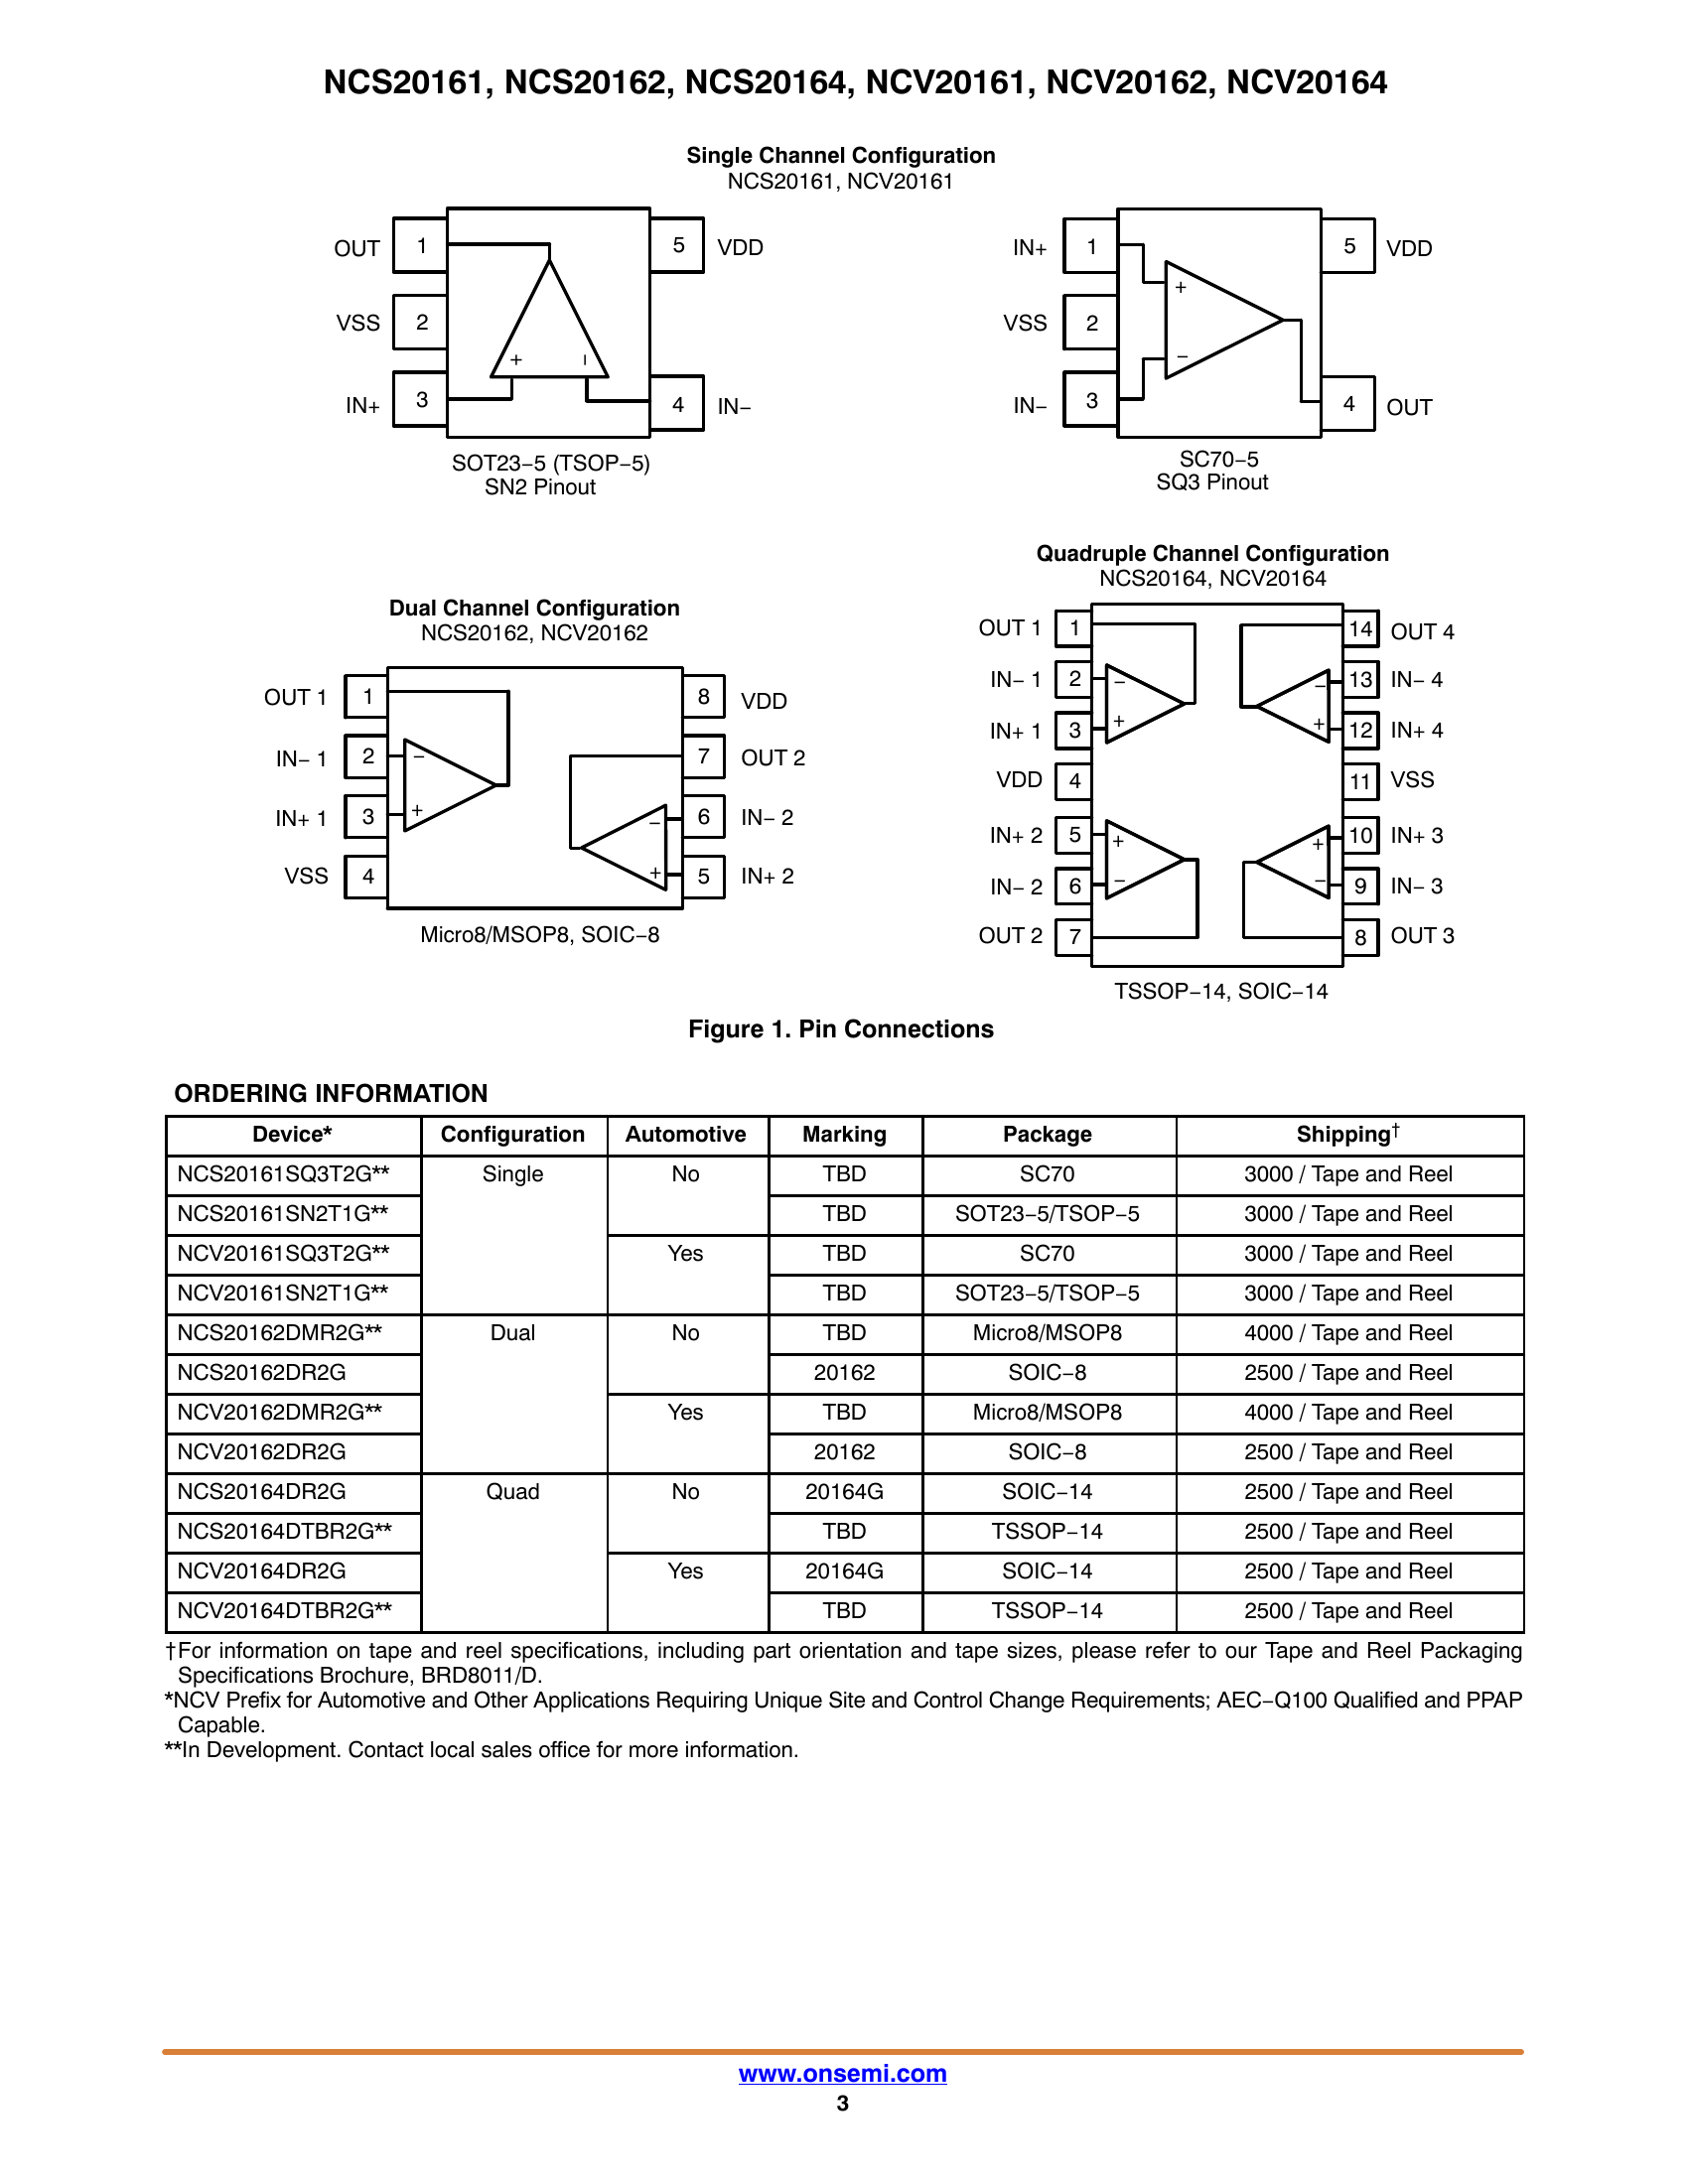 NCS20161, NCS20162, NCS20164, NCV20161, NCV20162, NCV20164
Single Channel Configuration
NCS20161, NCV20161
OUT 1 5 VDD
VSS 2
IN+ 3 4 IN−
+ −
SOT23−5 (TSOP−5)
SN2 Pinout
IN+ 1 5 VDD
+
VSS 2
−
IN− 3 4 OUT
SC70−5
SQ3 Pinout
Dual Channel Configuration
NCS20162, NCV20162
OUT 1 1 8 VDD
IN− 1 2 − 7 OUT 2
IN+ 1 3 + − 6 IN− 2
VSS 4 + 5 IN+ 2
Micro8/MSOP8, SOIC−8
Quadruple Channel Configuration
NCS20164, NCV20164
OUT 1 1 14 OUT 4
IN− 1 2 − − 13 IN− 4
IN+ 1 3 + + 12 IN+ 4
VDD 4 11 VSS
IN+ 2 5 + + 10 IN+ 3
IN− 2 6 − − 9 IN− 3
OUT 2 7 8 OUT 3
TSSOP−14, SOIC−14
Figure 1. Pin Connections
ORDERING INFORMATION
Device* Configuration Automotive Marking Package Shipping†
NCS20161SQ3T2G** Single No TBD SC70 3000 / Tape and Reel
NCS20161SN2T1G** TBD SOT23−5/TSOP−5 3000 / Tape and Reel
NCV20161SQ3T2G** Yes TBD SC70 3000 / Tape and Reel
NCV20161SN2T1G** TBD SOT23−5/TSOP−5 3000 / Tape and Reel
NCS20162DMR2G** Dual No TBD Micro8/MSOP8 4000 / Tape and Reel
NCS20162DR2G 20162 SOIC−8 2500 / Tape and Reel
NCV20162DMR2G** Yes TBD Micro8/MSOP8 4000 / Tape and Reel
NCV20162DR2G 20162 SOIC−8 2500 / Tape and Reel
NCS20164DR2G Quad No 20164G SOIC−14 2500 / Tape and Reel
NCS20164DTBR2G** TBD TSSOP−14 2500 / Tape and Reel
NCV20164DR2G Yes 20164G SOIC−14 2500 / Tape and Reel
NCV20164DTBR2G** TBD TSSOP−14 2500 / Tape and Reel
†For information on tape and reel specifications, including part orientation and tape sizes, please refer to our Tape and Reel Packaging
Specifications Brochure, BRD8011/D.
*NCV Prefix for Automotive and Other Applications Requiring Unique Site and Control Change Requirements; AEC−Q100 Qualified and PPAP
Capable.
**In Development. Contact local sales office for more information.
www.onsemi.com
3